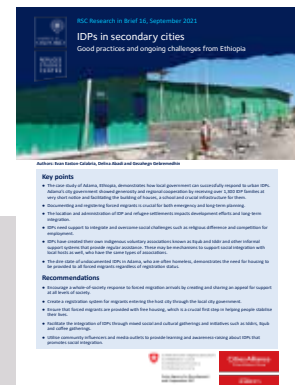 RSC Research in Brief 16, September 2021
IDPs in secondary cities
Good practices and ongoing challenges from Ethiopia
Authors: Evan Easton-Calabria, Delina Abadi and Gezahegn Gebremedhin
Key points
• The case study of Adama, Ethiopia, demonstrates how local government can successfully respond to urban IDPs.
Adama's city government showed generosity and regional cooperation by receiving over 1,300 IDP families at
very short notice and facilitating the building of houses, a school and crucial infrastructure for them.
• Documenting and registering forced migrants is crucial for both emergency and long-term planning.
• The location and administration of IDP and refugee settlements impacts development efforts and long-term
integration.
• IDPs need support to integrate and overcome social challenges such as religious difference and competition for
employment.
• IDPs have created their own indigenous voluntary associations known as Equb and Iddir and other informal
support systems that provide regular assistance. These may be mechanisms to support social integration with
local hosts as well, who have the same types of associations.
• The dire state of undocumented IDPs in Adama, who are often homeless, demonstrates the need for housing to
be provided to all forced migrants regardless of registration status.
Recommendations
• Encourage a whole-of-society response to forced migration arrivals by creating and sharing an appeal for support
at all levels of society.
• Create a registration system for migrants entering the host city through the local city government.
• Ensure that forced migrants are provided with free housing, which is a crucial first step in helping people stabilise
their lives.
• Facilitate the integration of IDPs through mixed social and cultural gatherings and initiatives such as Iddirs, Equb
and coffee gatherings.
• Utilise community influencers and media outlets to provide learning and awareness-raising about IDPs that
promotes social integration.
Cities Alliance